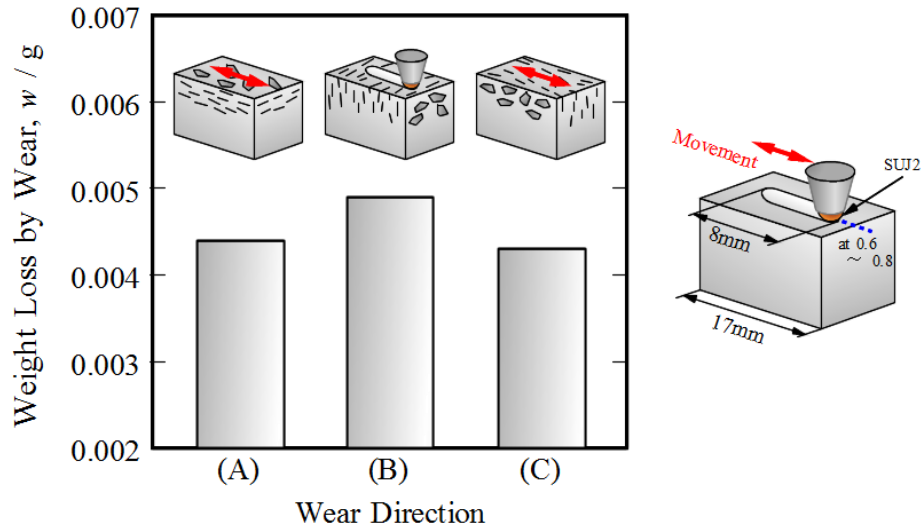 0.007
0.006
0.005
0.004
0.003
0.002
Weight Loss by Wear, w / g
(A) (B) (C)
Wear Direction
Movement
SUJ2
8mm
at 0.6
～ 0.8
17mm